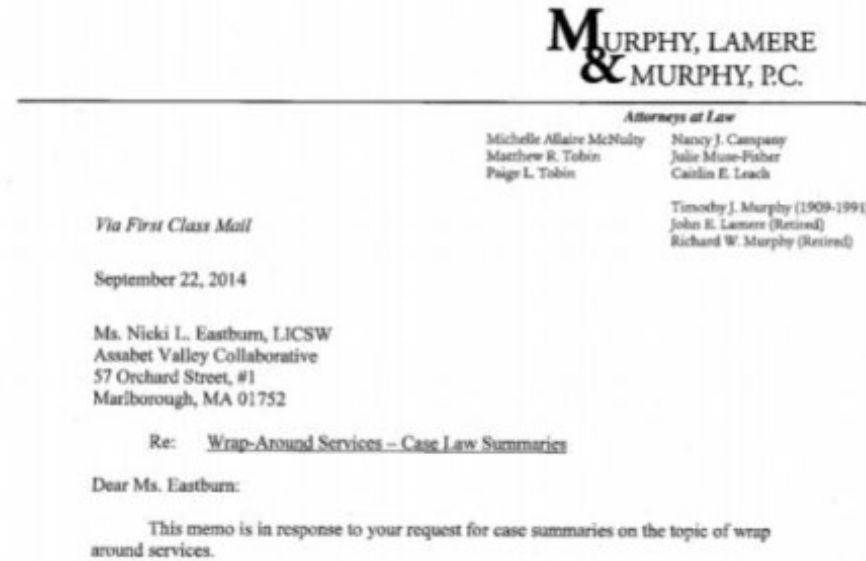 MURPHY, LAMERE
& MURPHY, P.C.
Attorneys at Law
Michelle Allaire McNulty
Matthew R. Tobin
Paige L. Tobin
Nancy J. Campany
Julie Muse-Fisher
Caitlin E. Leach
Timothy J. Murphy (1909-1991)
John E. Lamere (Retired)
Richard W. Murphy (Retired)
Via First Class Mail
September 22, 2014
Ms. Nicki L. Eastburn, LICSW
Assabet Valley Collaborative
57 Orchard Street, #1
Marlborough, MA 01752
Re: Wrap-Around Services – Case Law Summaries
Dear Ms. Eastburn:
This memo is in response to your request for case summaries on the topic of wrap
around services.